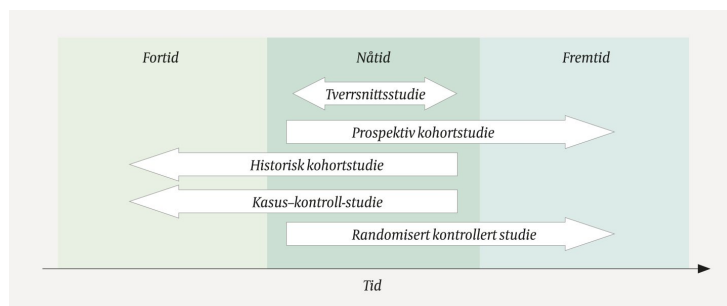 Fortid
Nåtid
Fremtid
Tverrsnittsstudie
Prospektiv kohortstudie
Historisk kohortstudie
Kasus–kontroll-studie
Randomisert kontrollert studie
Tid